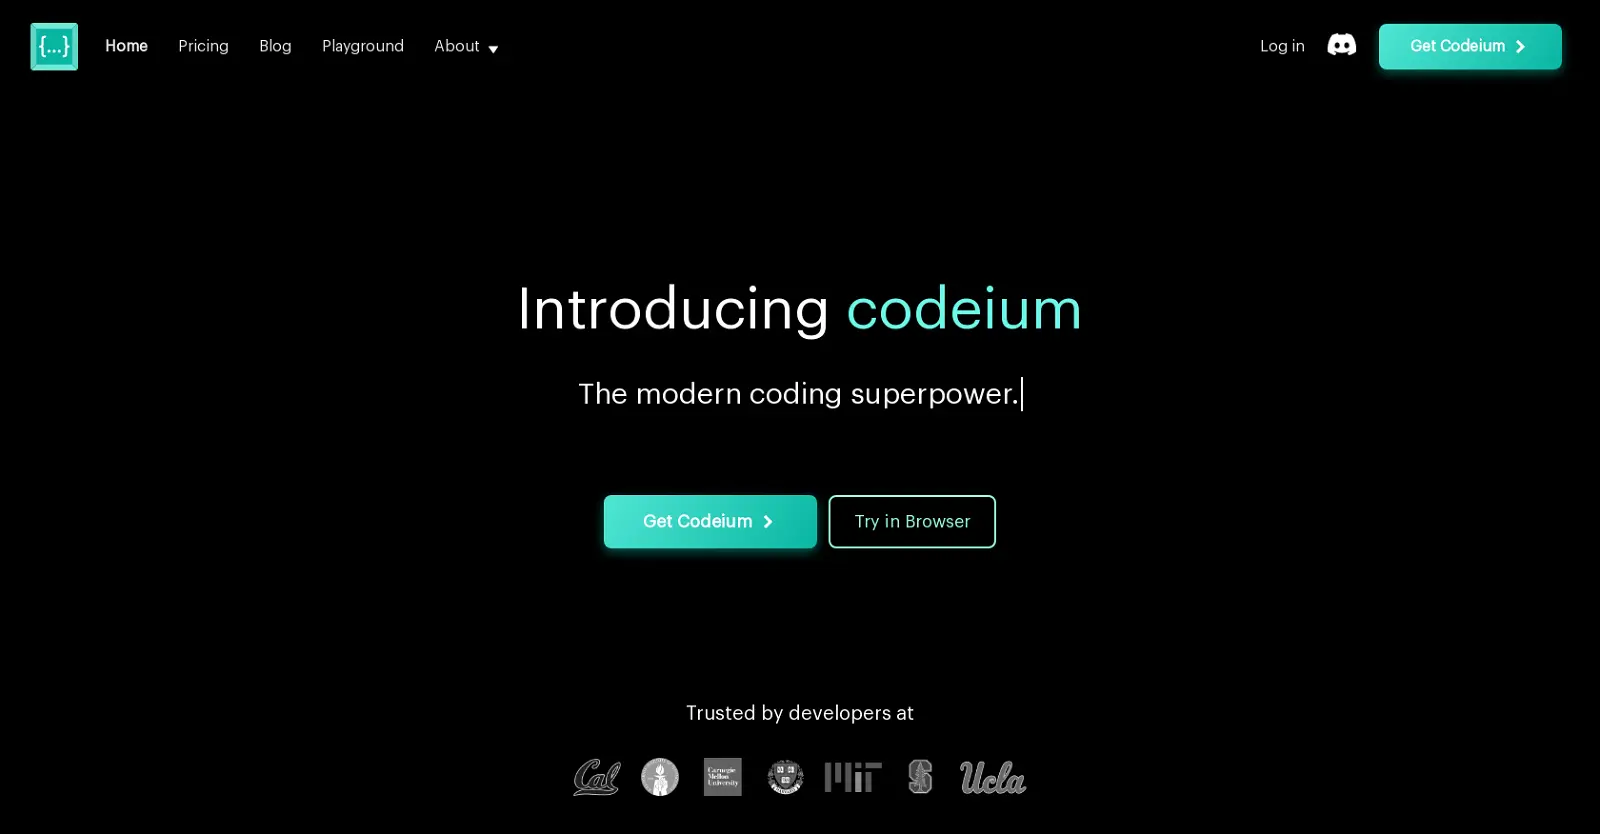 {...}
Home Pricing Blog Playground About
Log in
Get Codeium
Introducing codeium
The modern coding superpower.
Get Codeium
Try in Browser
Trusted by developers at
Cal
Carnegie
Mellon
University
MIT
S
Ucla